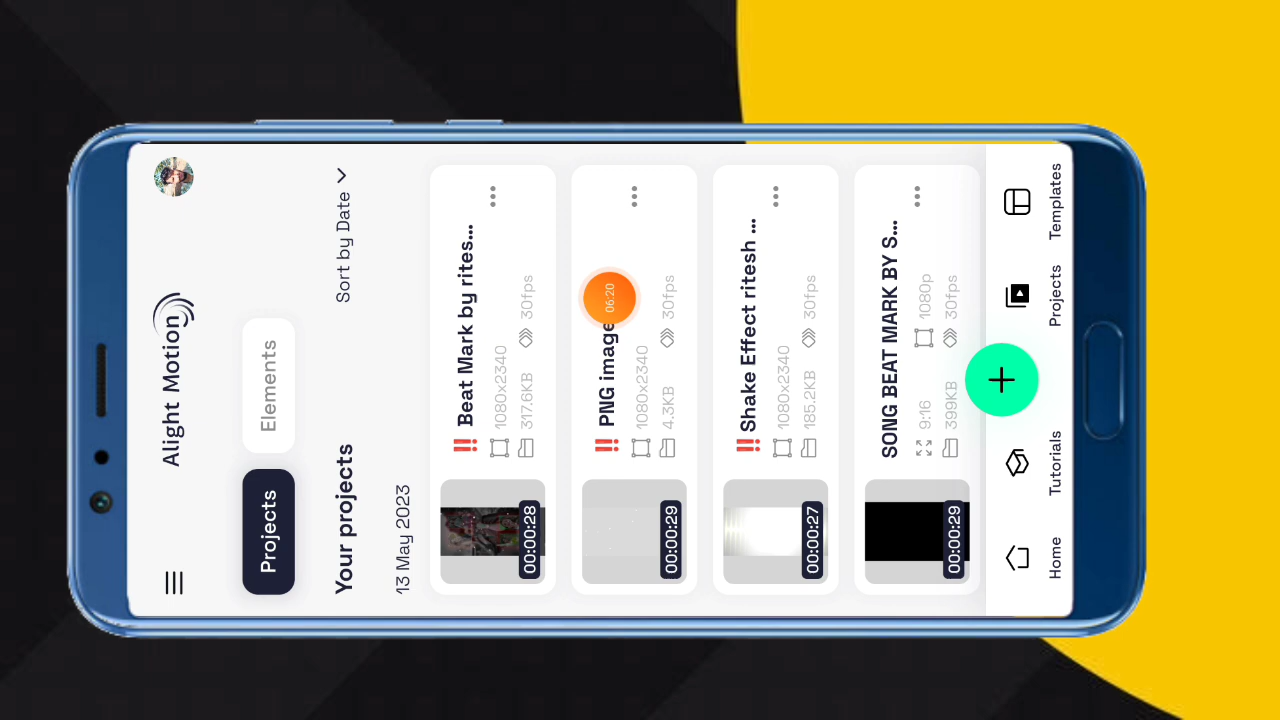 Alight Motion
Projects
Elements
Your projects
Sort by Date
13 May 2023
Beat Mark by rites...
1080x2340
317.6KB
30fps
00:00:28
PNG image
06:20
1080x2340
4.3KB
30fps
00:00:29
Shake Effect ritesh ...
1080x2340
185.2KB
30fps
00:00:27
SONG BEAT MARK BY S...
9:16
1080p
399KB
30fps
00:00:29
Home
Tutorials
Projects
Templates